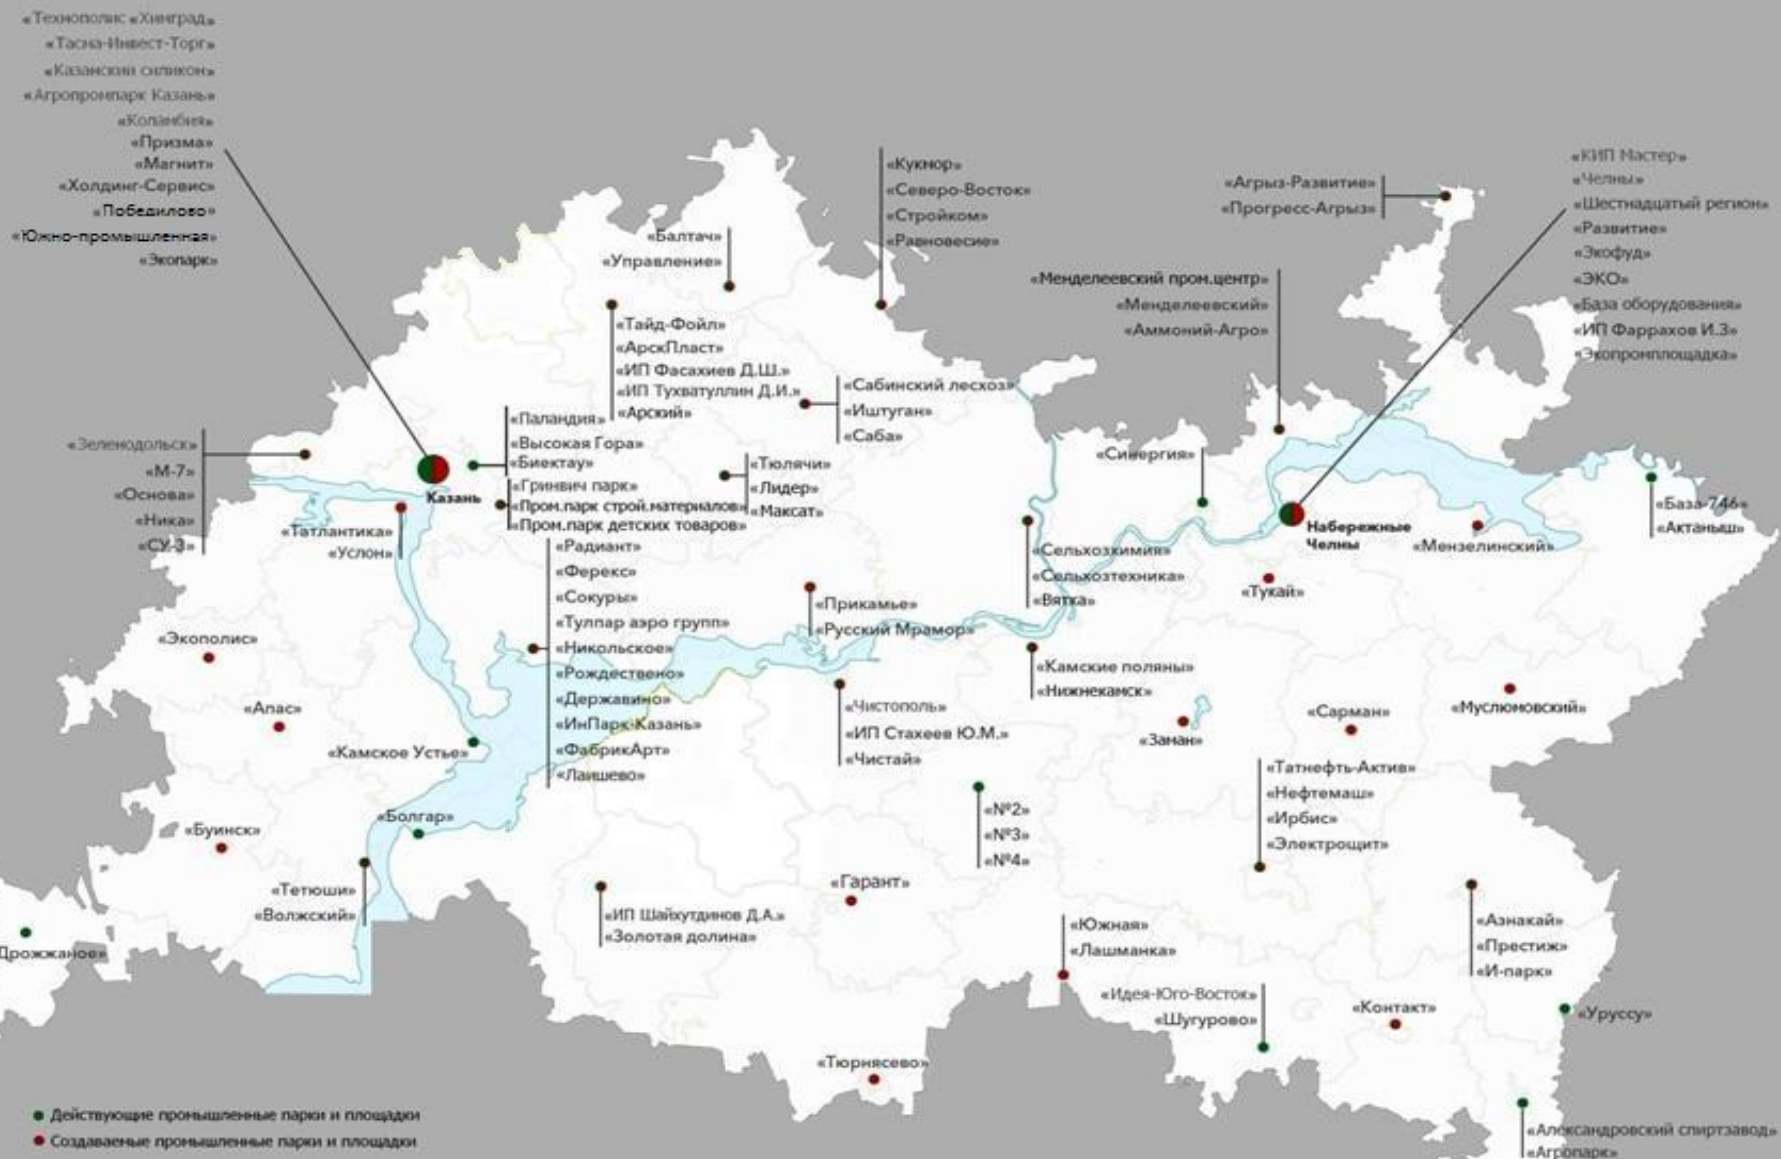 «Технополис «Химград»
«Тасма-Инвест-Торг»
«Казанский силикон»
«Агропромпарк Казань»
«Коламбия»
«Призма»
«Магнит»
«Холдинг-Сервис»
«Победилово»
«Южно-промышленная»
«Экопарк»
«Балтач»
«Управление»
«Кукмор»
«Северо-Восток»
«Стройком»
«Равновесие»
«Агрыз-Развитие»
«Прогресс-Агрыз»
«КИП Мастер»
«Челны»
«Шестнадцатый регион»
«Развитие»
«Экофуд»
«ЭКО»
«База оборудования»
«ИП Фаррахов И.З»
«Экопромплощадка»
«Менделеевский пром.центр»
«Менделеевский»
«Аммоний-Агро»
«Тайд-Фойл»
«АрскПласт»
«ИП Фасахиев Д.Ш.»
«ИП Тухватуллин Д.И.»
«Арский»
«Сабинский лесхоз»
«Иштуган»
«Саба»
«Зеленодольск»
«М-7»
«Основа»
«Ника»
«СУ-3»
Казань
«Паландия»
«Высокая Гора»
«Биектау»
«Гринвич парк»
«Пром.парк строй.материалов»
«Пром.парк детских товаров»
«Тюлячи»
«Лидер»
«Максат»
«Татлантика»
«Услон»
«Синергия»
Набережные
Челны
«Мензелинский»
«База-746»
«Актаныш»
«Тукай»
«Радиант»
«Ферекс»
«Сокуры»
«Тулпар аэро групп»
«Никольское»
«Рождествено»
«Державино»
«ИнПарк-Казань»
«ФабрикАрт»
«Лаишево»
«Прикамье»
«Русский Мрамор»
«Сельхозхимия»
«Сельхозтехника»
«Вятка»
«Камские поляны»
«Нижнекамск»
«Экополис»
«Апас»
«Камское Устье»
«Чистополь»
«ИП Стахеев Ю.М.»
«Чистай»
«Заман»
«Сарман»
«Муслюмовский»
«Татнефть-Актив»
«Нефтемаш»
«Ирбис»
«Электрощит»
«№2»
«№3»
«№4»
«Буинск»
«Болгар»
«Тетюши»
«Волжский»
Дрожжаное»
«ИП Шайхутдинов Д.А.»
«Золотая долина»
«Гарант»
«Южная»
«Лашманка»
«Азнакай»
«Престиж»
«И-парк»
«Идея-Юго-Восток»
«Шугурово»
«Контакт»
«Уруссу»
«Тюрнясево»
«Александровский спиртзавод»
«Агропарк»
Действующие промышленные парки и площадки
Создаваемые промышленные парки и площадки